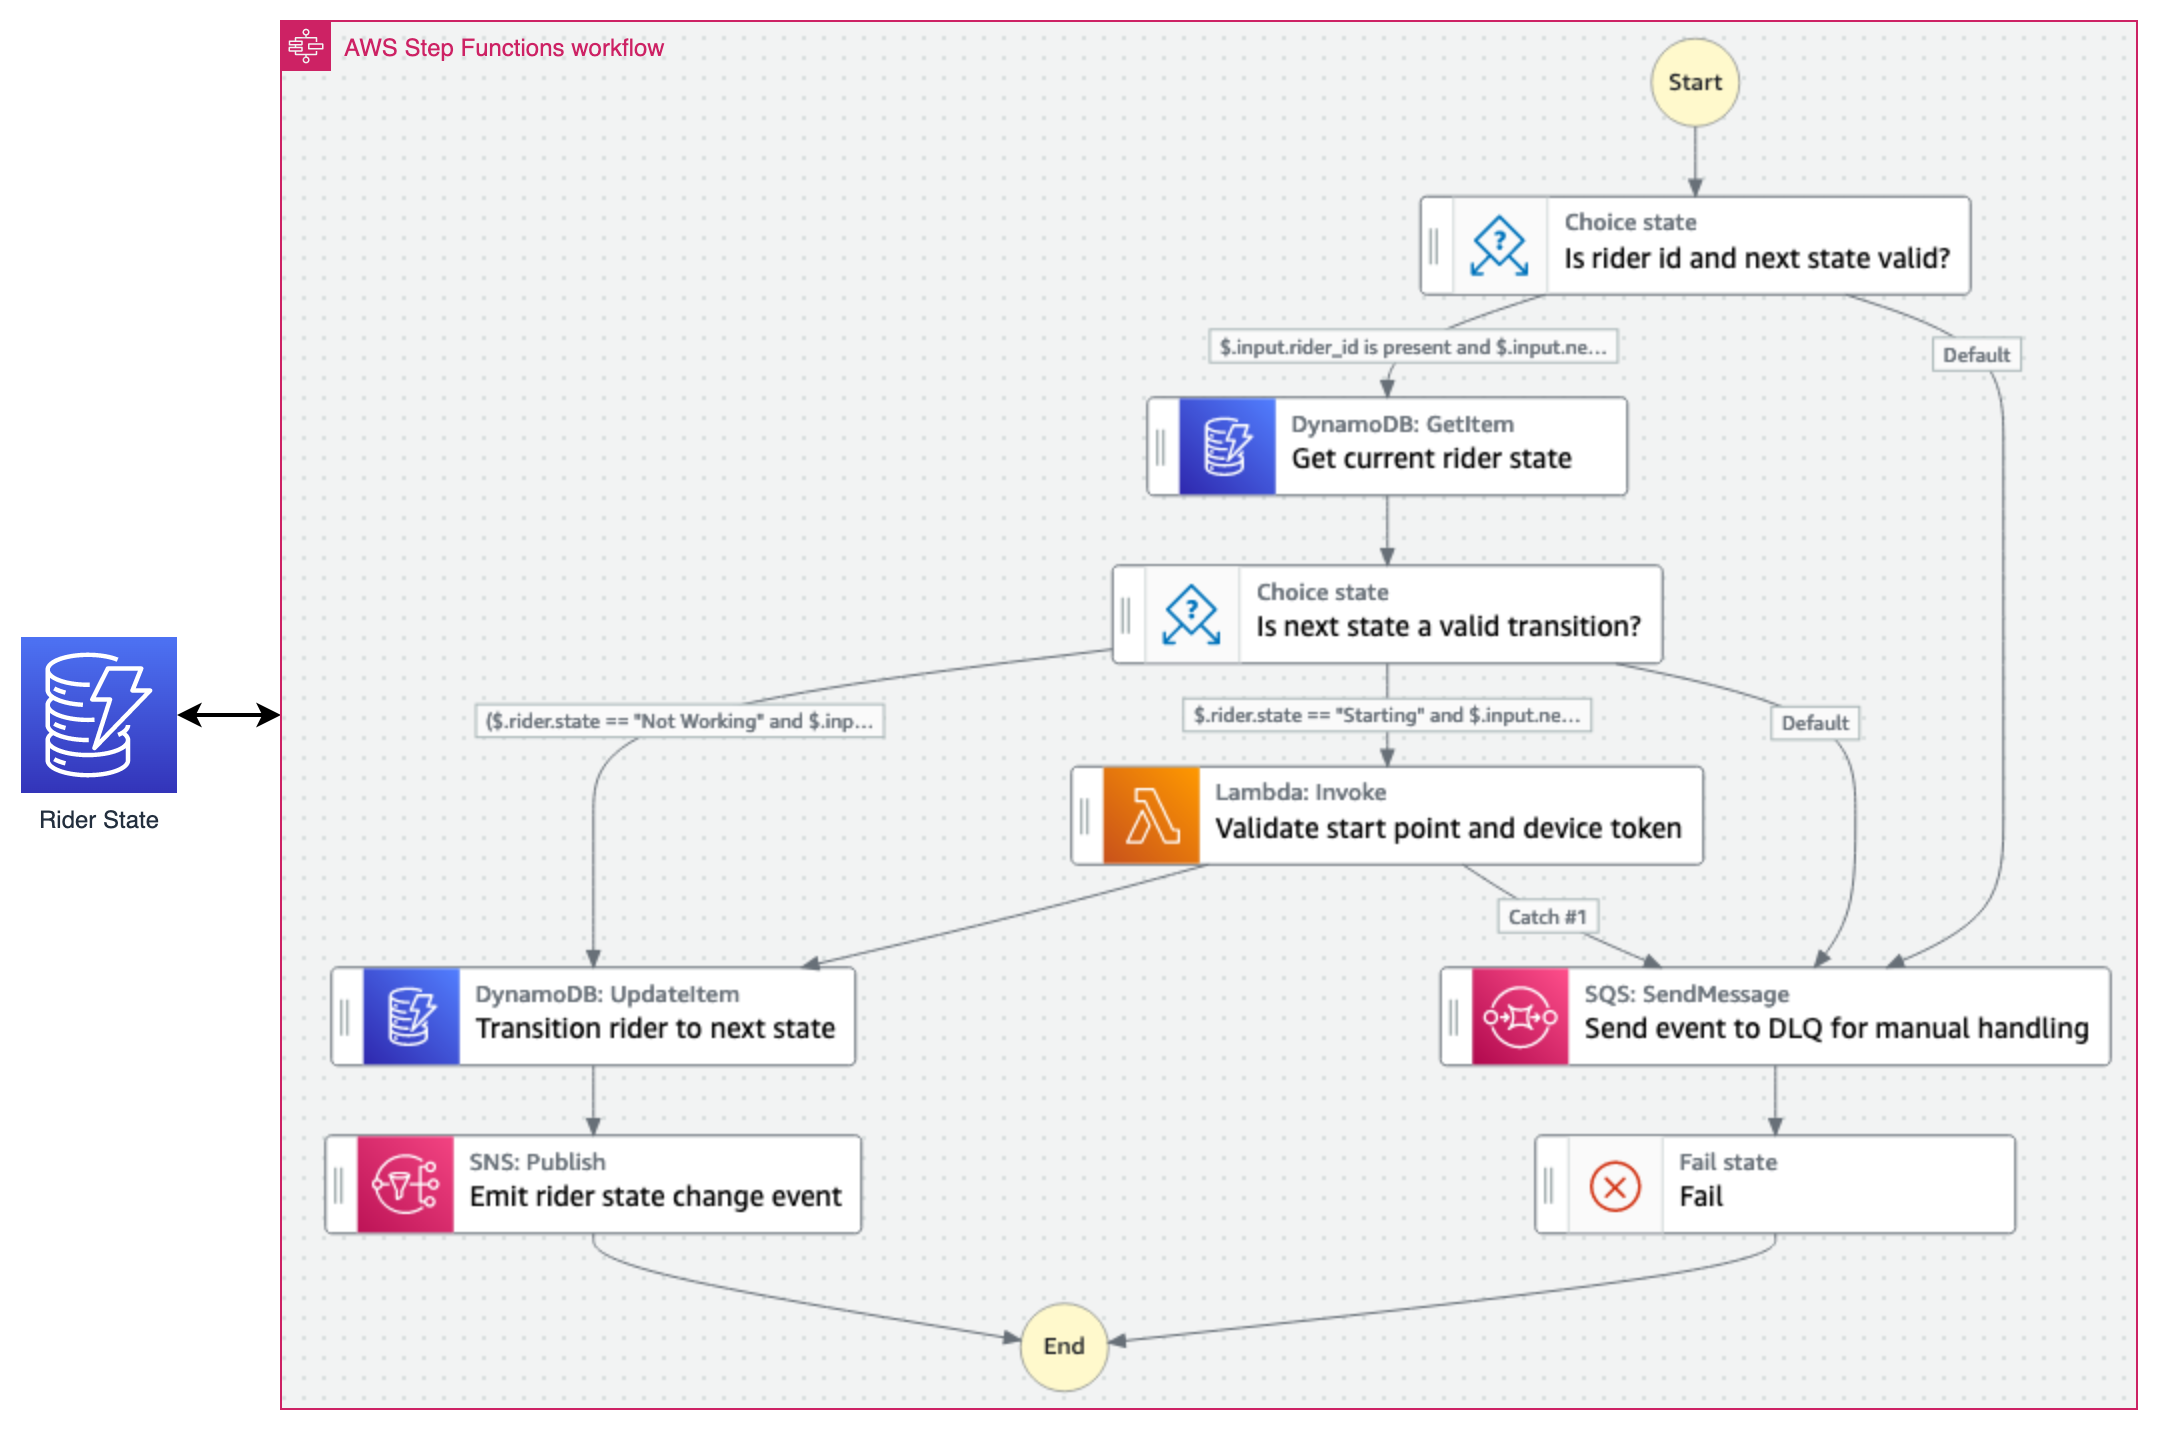 AWS Step Functions workflow
Start
Choice state
Is rider id and next state valid?
$.input.rider_id is present and $.input.ne...
Default
DynamoDB: GetItem
Get current rider state
Choice state
Is next state a valid transition?
($.rider.state == "Not Working" and $.inp...
$.rider.state == "Starting" and $.input.ne...
Default
Lambda: Invoke
Validate start point and device token
Rider State
Catch #1
DynamoDB: UpdateItem
Transition rider to next state
SQS: SendMessage
Send event to DLQ for manual handling
SNS: Publish
Emit rider state change event
Fail state
Fail
End